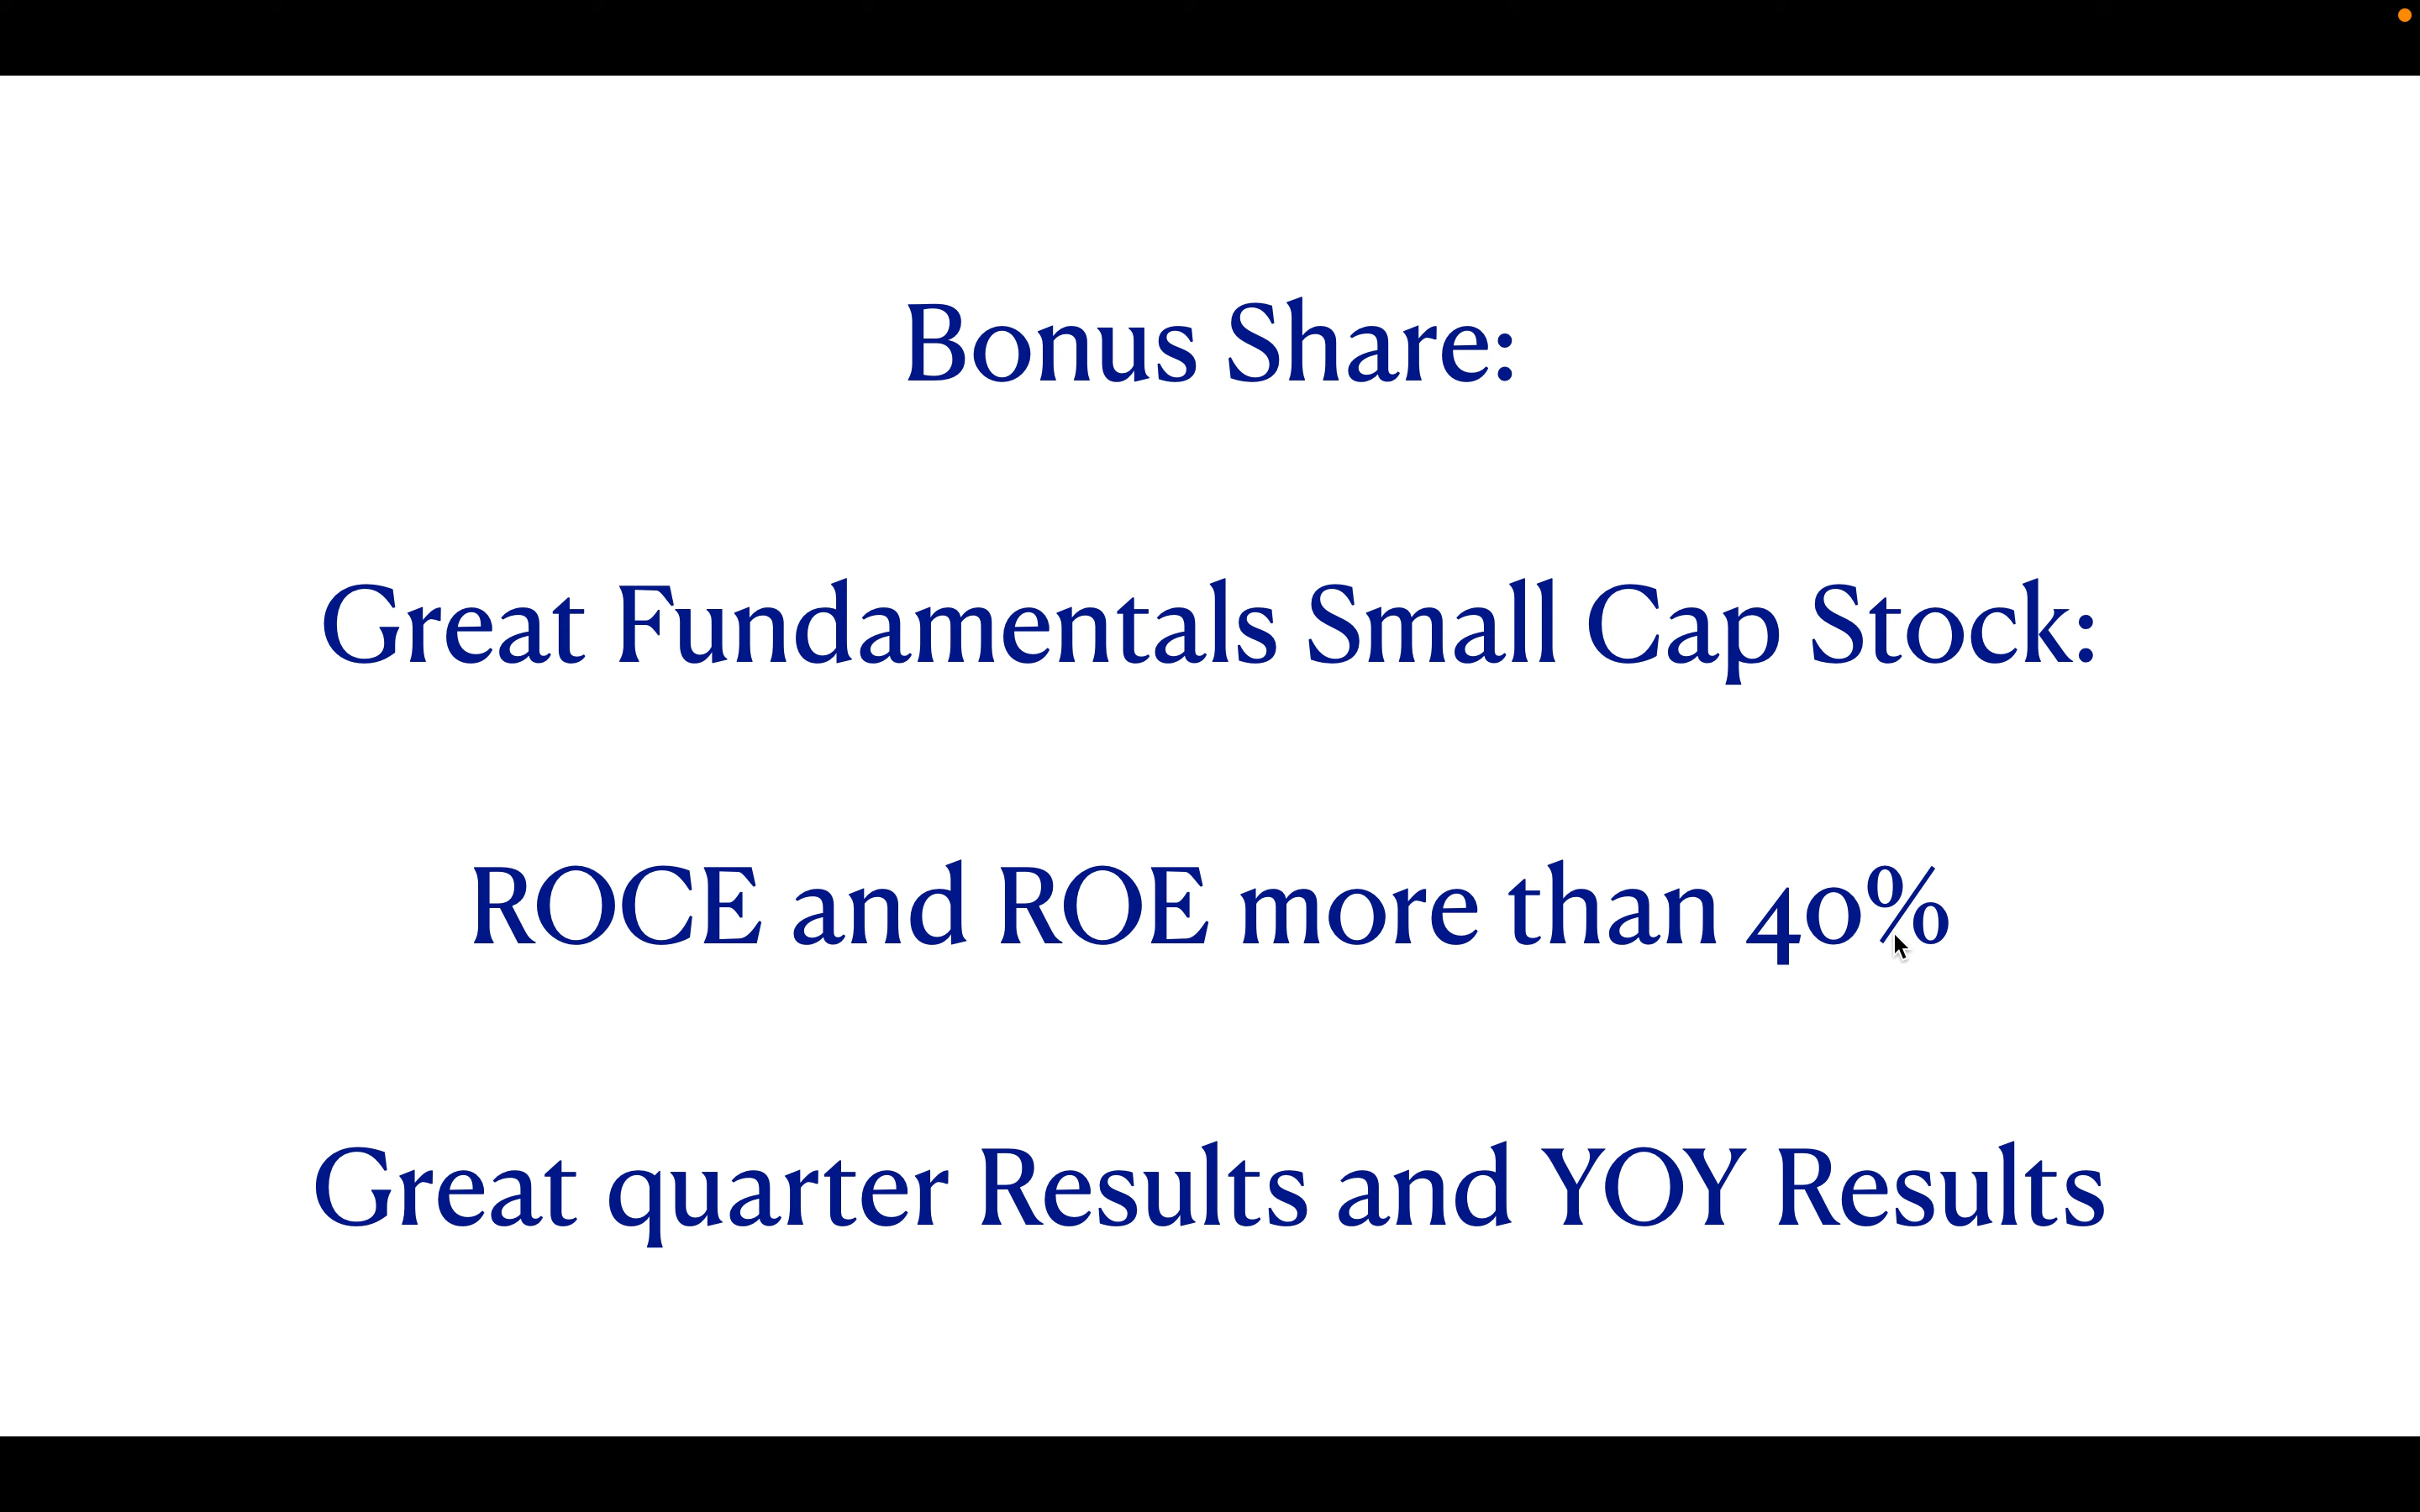 Bonus Share:
Great Fundamentals Small Cap Stock:
ROCE and ROE more than 40%
Great quarter Results and YOY Results